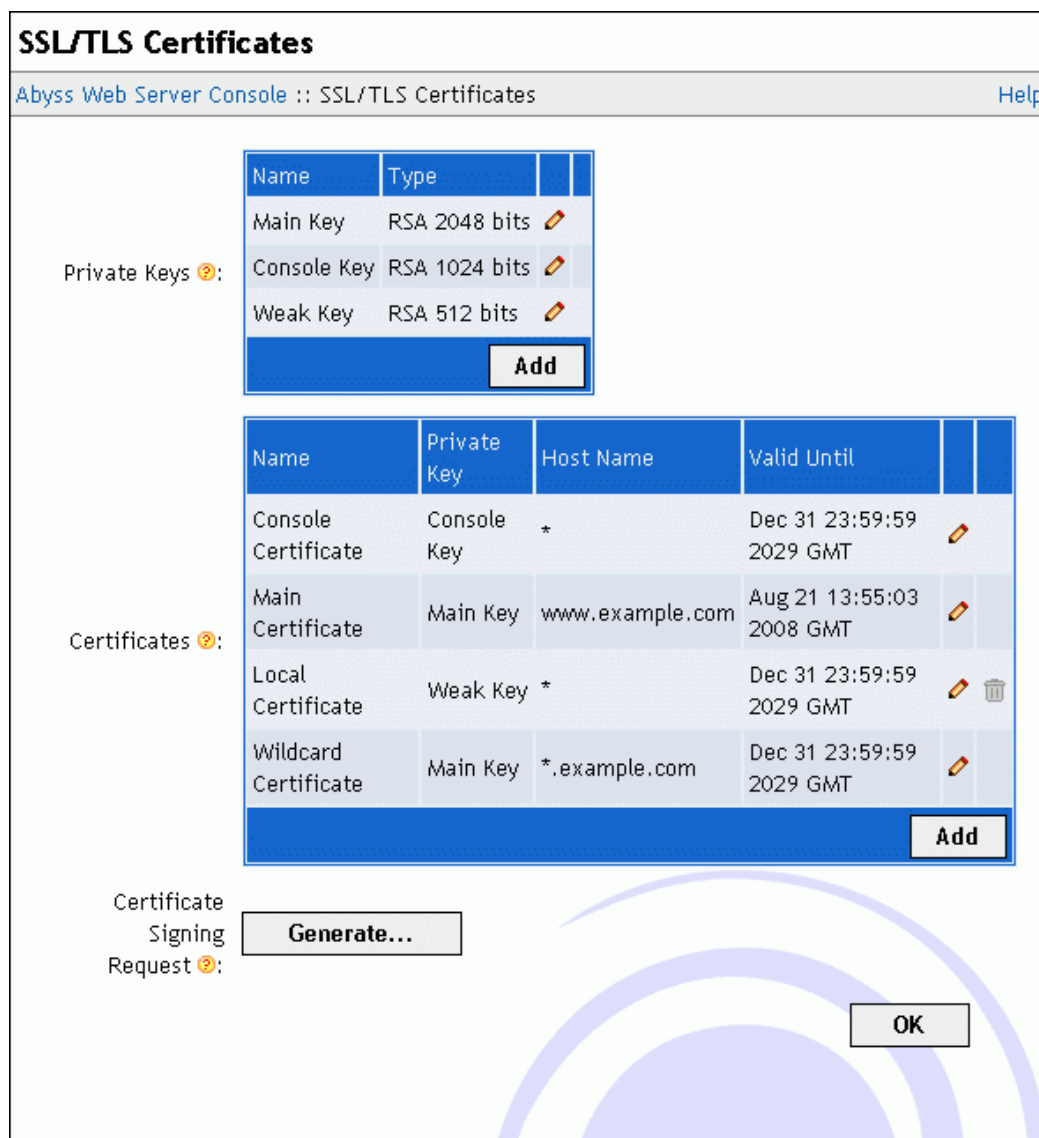 SSL/TLS Certificates
Abyss Web Server Console :: SSL/TLS Certificates Help
Name Type
Main Key RSA 2048 bits
Private Keys ?: Console Key RSA 1024 bits
Weak Key RSA 512 bits
Add
Name Private Key Host Name Valid Until
Console Certificate Console Key * Dec 31 23:59:59 2029 GMT
Main Certificate Main Key www.example.com Aug 21 13:55:03 2008 GMT
Certificates ?:
Local Certificate Weak Key * Dec 31 23:59:59 2029 GMT
Wildcard Certificate Main Key *.example.com Dec 31 23:59:59 2029 GMT
Add
Certificate
Signing
Request ?:
Generate...
OK